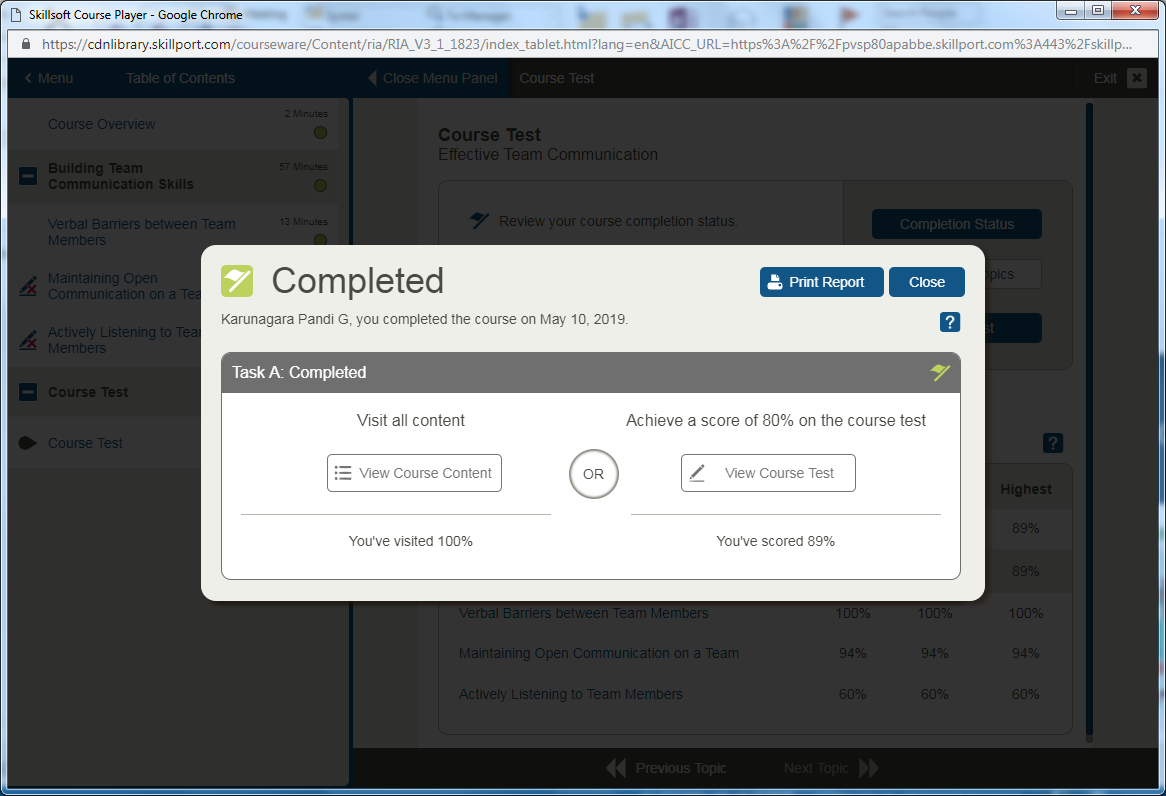 Skillsoft Course Player - Google Chrome
https://cdnlibrary.skillport.com/courseware/Content/ria/RIA_V3_1_1823/index_tablet.html?lang=en&AICC_URL=https%3A%2F%2Fpvsp80apabbe.skillport.com%3A443%2Fskillp...
Menu
Table of Contents
Close Menu Panel
Course Test
Exit
Course Overview
2 Minutes
Building Team
Communication Skills
57 Minutes
Verbal Barriers between Team
Members
13 Minutes
Maintaining Open
Communication on a Tea
Actively Listening to Tea
Members
Course Test
Course Test
Course Test
Effective Team Communication
Review your course completion status.
Completion Status
opics
st
Completed
Print Report
Close
Karunagara Pandi G, you completed the course on May 10, 2019.
?
Task A: Completed
Visit all content
View Course Content
You've visited 100%
OR
Achieve a score of 80% on the course test
View Course Test
You've scored 89%
?
Highest
89%
89%
Verbal Barriers between Team Members 100% 100% 100%
Maintaining Open Communication on a Team 94% 94% 94%
Actively Listening to Team Members 60% 60% 60%
Previous Topic
Next Topic